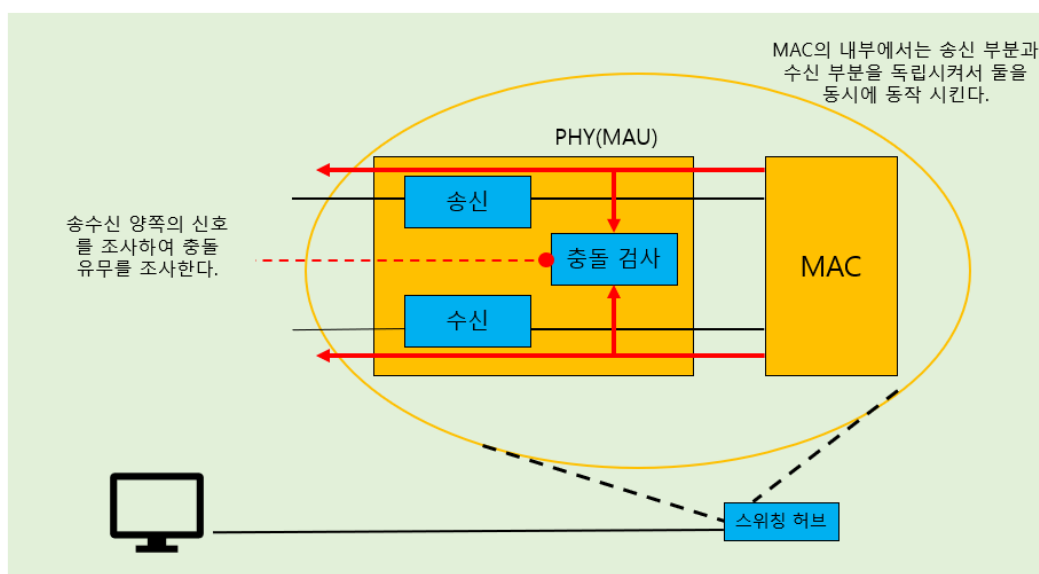 MAC의 내부에서는 송신 부분과
수신 부분을 독립시켜서 둘을
동시에 동작 시킨다.
PHY(MAU)
송신
송수신 양쪽의 신호
를 조사하여 충돌
유무를 조사한다.
충돌 검사
MAC
수신
스위칭 허브